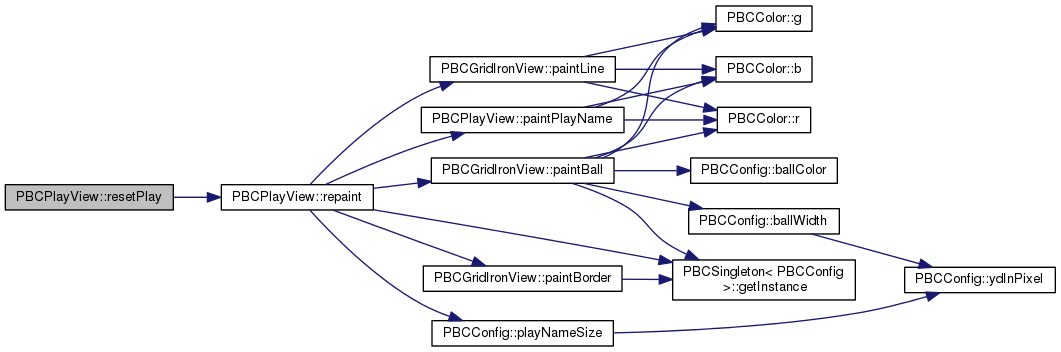 PBCPlayView::resetPlay
PBCPlayView::repaint
PBCGridIronView::paintLine
PBCPlayView::paintPlayName
PBCGridIronView::paintBall
PBCGridIronView::paintBorder
PBCConfig::playNameSize
PBCColor::g
PBCColor::b
PBCColor::r
PBCConfig::ballColor
PBCConfig::ballWidth
PBCSingleton< PBCConfig
>::getInstance
PBCConfig::ydInPixel